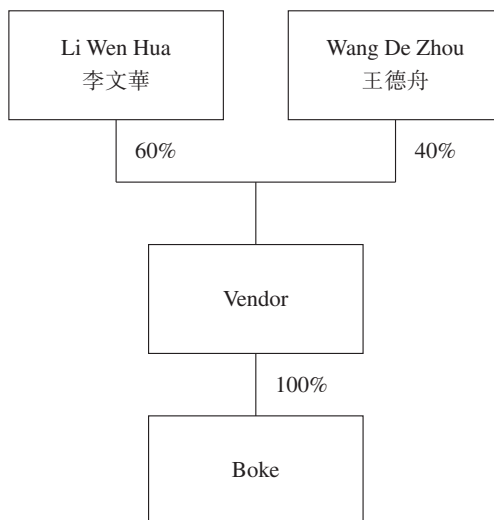 Li Wen Hua
李文華
Wang De Zhou
王德舟
60%
40%
Vendor
100%
Boke